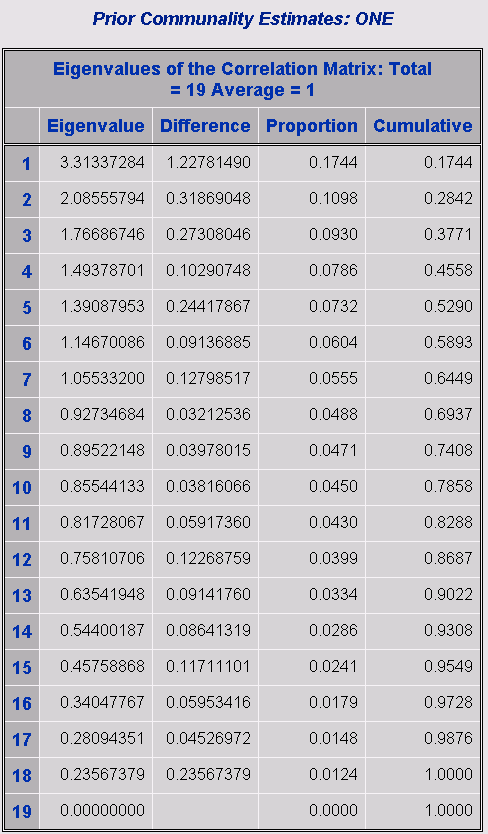 Prior Communality Estimates: ONE
Eigenvalues of the Correlation Matrix: Total
= 19 Average = 1
Eigenvalue Difference Proportion Cumulative
1 3.31337284 1.22781490 0.1744 0.1744
2 2.08555794 0.31869048 0.1098 0.2842
3 1.76686746 0.27308046 0.0930 0.3771
4 1.49378701 0.10290748 0.0786 0.4558
5 1.39087953 0.24417867 0.0732 0.5290
6 1.14670086 0.09136885 0.0604 0.5893
7 1.05533200 0.12798517 0.0555 0.6449
8 0.92734684 0.03212536 0.0488 0.6937
9 0.89522148 0.03978015 0.0471 0.7408
10 0.85544133 0.03816066 0.0450 0.7858
11 0.81728067 0.05917360 0.0430 0.8288
12 0.75810706 0.12268759 0.0399 0.8687
13 0.63541948 0.09141760 0.0334 0.9022
14 0.54400187 0.08641319 0.0286 0.9308
15 0.45758868 0.11711101 0.0241 0.9549
16 0.34047767 0.05953416 0.0179 0.9728
17 0.28094351 0.04526972 0.0148 0.9876
18 0.23567379 0.23567379 0.0124 1.0000
19 0.00000000 0.0000 1.0000